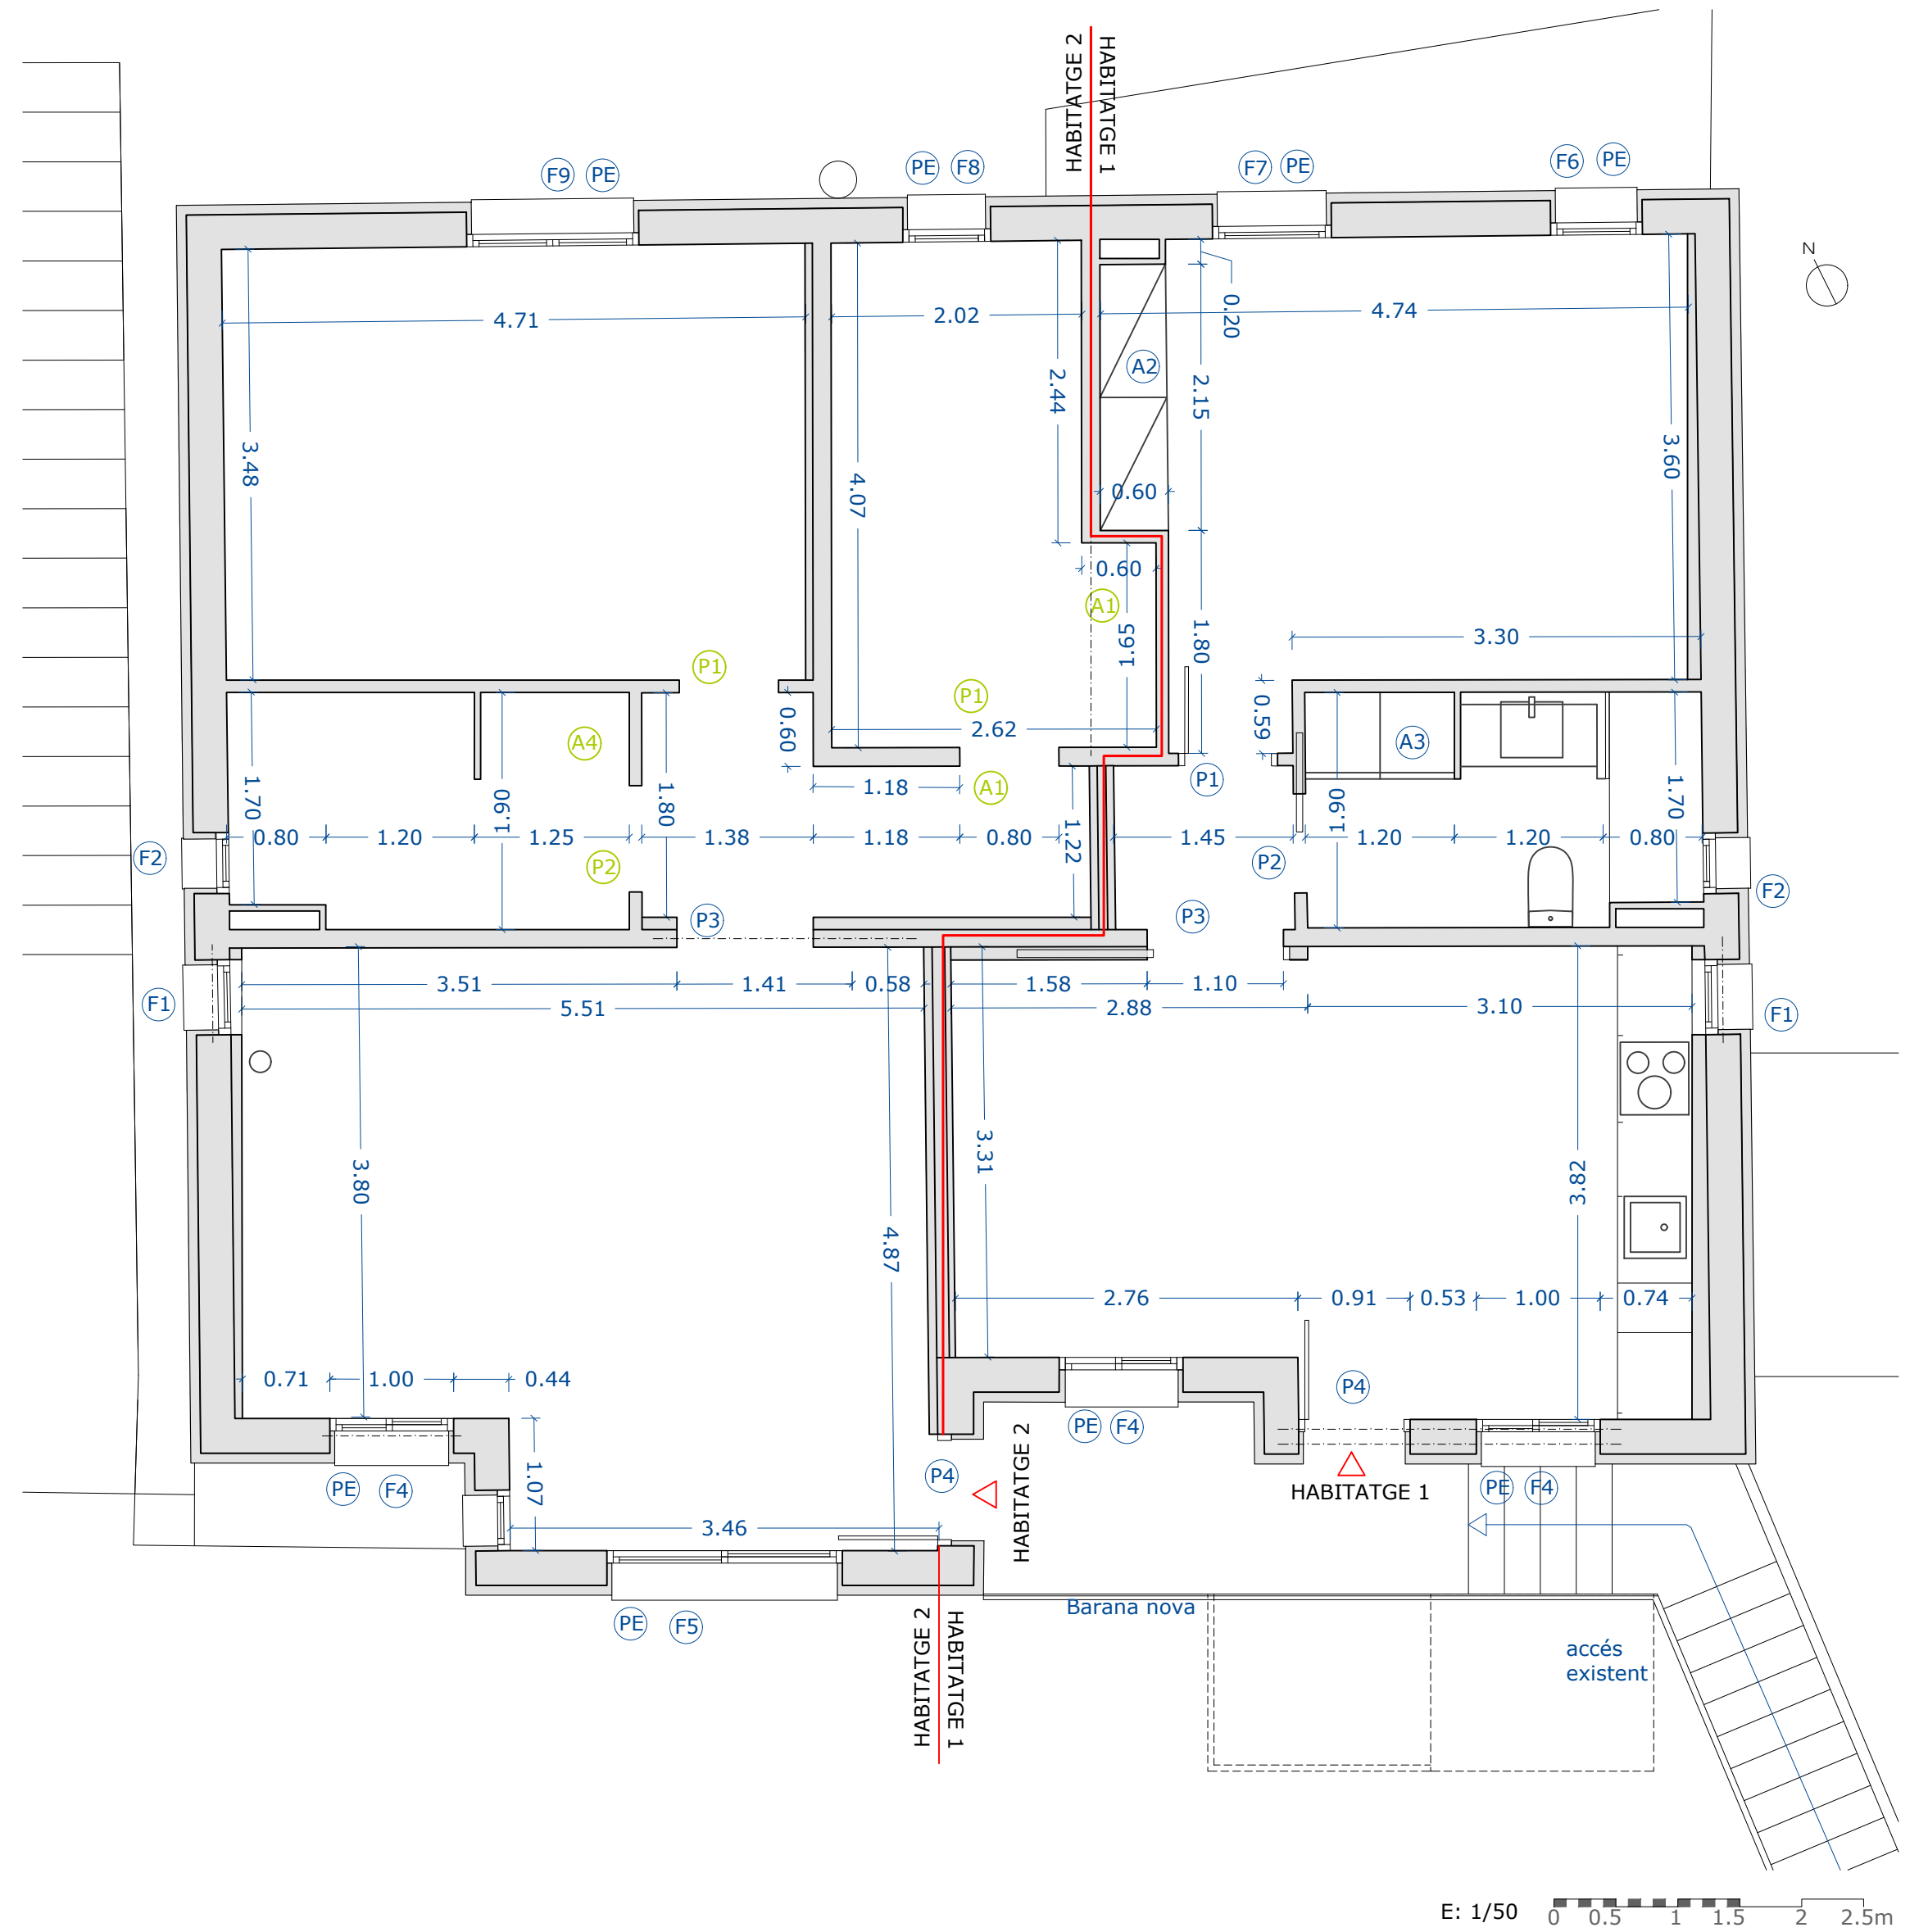 HABITATGE 2
HABITATGE 1
F9 PE
PE F8
F7 PE
F6 PE
N
4.71
2.02
4.74
0.20
A2
2.44
2.15
3.48
4.07
3.60
0.60
0.60
A1
1.65
1.80
3.30
P1
P1
2.62
0.60
0.59
A4
A3
1.18
A1
P1
1.70
1.90
1.80
1.22
1.90
1.70
0.80
1.20
1.25
1.38
1.18
0.80
1.45
1.20
1.20
0.80
F2
P2
P2
F2
P3
P3
3.51
1.41
0.58
1.58
1.10
F1
5.51
2.88
3.10
F1
3.80
3.31
3.82
4.87
2.76
0.91
0.53
1.00
0.74
0.71
1.00
0.44
P4
PE F4
HABITATGE 2
P4
HABITATGE 1
PE F4
PE F4
1.07
3.46
PE F5
Barana nova
HABITATGE 2
HABITATGE 1
accés
existent
E: 1/50
0 0.5 1 1.5 2 2.5m